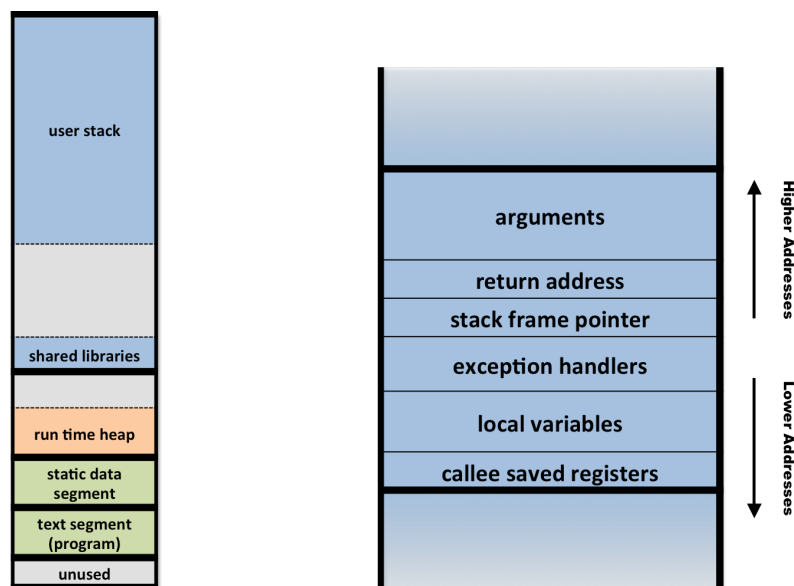 user stack
shared libraries
run time heap
static data
segment
text segment
(program)
unused
arguments
return address
stack frame pointer
exception handlers
local variables
callee saved registers
Higher Addresses
Lower Addresses